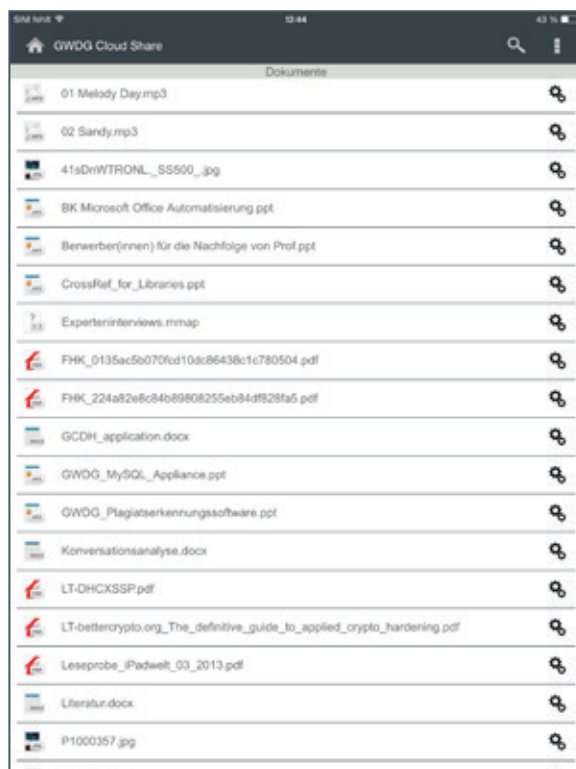 SIM fehlt 13:44 43 %
GWDG Cloud Share
Dokumente
01 Melody Day.mp3
02 Sandy.mp3
41sDnWTRONL._SS500_.jpg
BK Microsoft Office Automatisierung.ppt
Berwerber(innen) für die Nachfolge von Prof.ppt
CrossRef_for_Libraries.ppt
Experteninterviews.mmap
FHK_0135ac5b070fcd10dc86438c1c780504.pdf
FHK_224a82e8c84b89808255eb84df828fa5.pdf
GCDH_application.docx
GWDG_MySQL_Appliance.ppt
GWDG_Plagiatserkennungssoftware.ppt
Konversationsanalyse.docx
LT-DHCXSSP.pdf
LT-bettercrypto.org_The_definitive_guide_to_applied_crypto_hardening.pdf
Leseprobe_iPadwelt_03_2013.pdf
Literatur.docx
P1000357.jpg